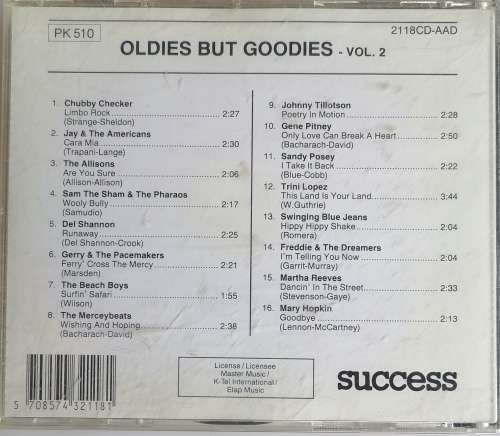 PK 510
2118CD-AAD
OLDIES BUT GOODIES - VOL. 2
1. Chubby Checker
Limbo Rock 2:27
(Strange-Sheldon)
2. Jay & The Americans
Cara Mia 2:30
(Trapani-Lange)
3. The Allisons
Are You Sure 2:06
(Allison-Allison)
4. Sam The Sham & The Pharaos
Wooly Bully 2:17
(Samudio)
5. Del Shannon
Runaway 2:25
(Del Shannon-Crook)
6. Gerry & The Pacemakers
Ferry' Cross The Mercy 2:21
(Marsden)
7. The Beach Boys
Surfin' Safari 1:55
(Wilson)
8. The Merceybeats
Wishing And Hoping 2:38
(Bacharach-David)
9. Johnny Tillotson
Poetry In Motion 2:28
10. Gene Pitney
Only Love Can Break A Heart 2:50
(Bacharach-David)
11. Sandy Posey
I Take It Back 2:22
(Blue-Cobb)
12. Trini Lopez
This Land Is Your Land 3:44
(W.Guthrie)
13. Swinging Blue Jeans
Hippy Hippy Shake 2:04
(Romera)
14. Freddie & The Dreamers
I'm Telling You Now 2:04
(Garrit-Murray)
15. Martha Reeves
Dancin' In The Street 2:33
(Stevenson-Gaye)
16. Mary Hopkin
Goodbye 2:13
(Lennon-McCartney)
5 708574 321181
License / Licensee
Master Music /
K-Tel International /
Elap Music
success